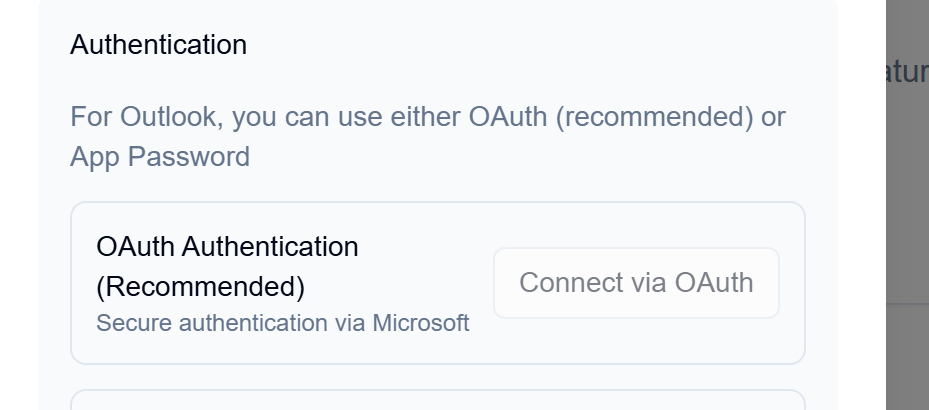 Authentication
For Outlook, you can use either OAuth (recommended) or
App Password
OAuth Authentication
(Recommended)
Secure authentication via Microsoft
Connect via OAuth